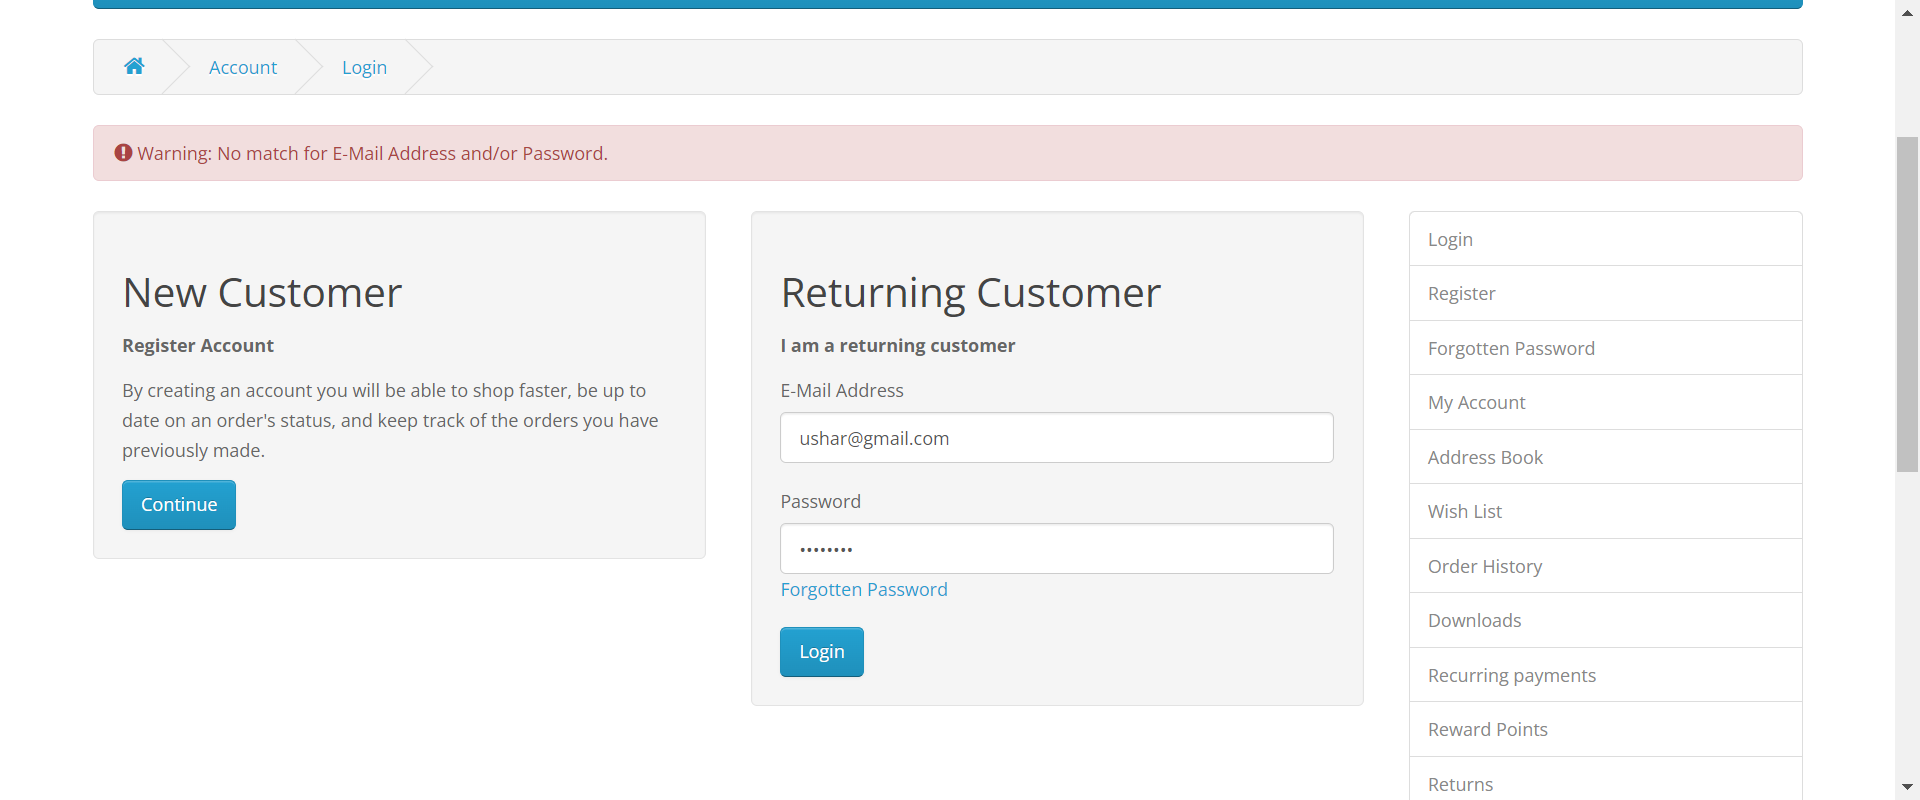 Account
Login
Warning: No match for E-Mail Address and/or Password.
New Customer
Register Account
By creating an account you will be able to shop faster, be up to
date on an order's status, and keep track of the orders you have
previously made.
Continue
Returning Customer
I am a returning customer
E-Mail Address
ushar@gmail.com
Password
••••••••
Forgotten Password
Login
Login
Register
Forgotten Password
My Account
Address Book
Wish List
Order History
Downloads
Recurring payments
Reward Points
Returns